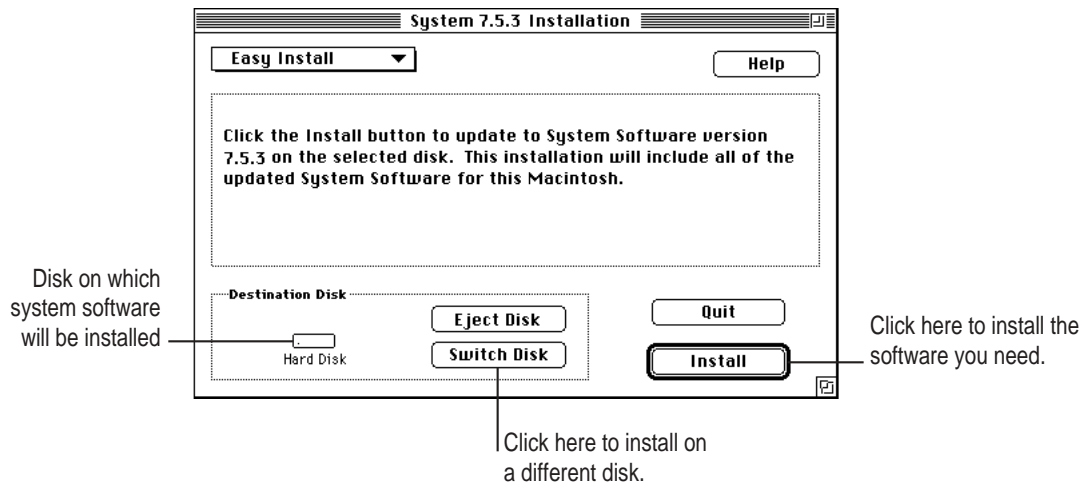 System 7.5.3 Installation
Easy Install
Help
Click the Install button to update to System Software version
7.5.3 on the selected disk. This installation will include all of the
updated System Software for this Macintosh.
Disk on which
system software
will be installed
Destination Disk
Hard Disk
Eject Disk
Switch Disk
Quit
Install
Click here to install the
software you need.
Click here to install on
a different disk.